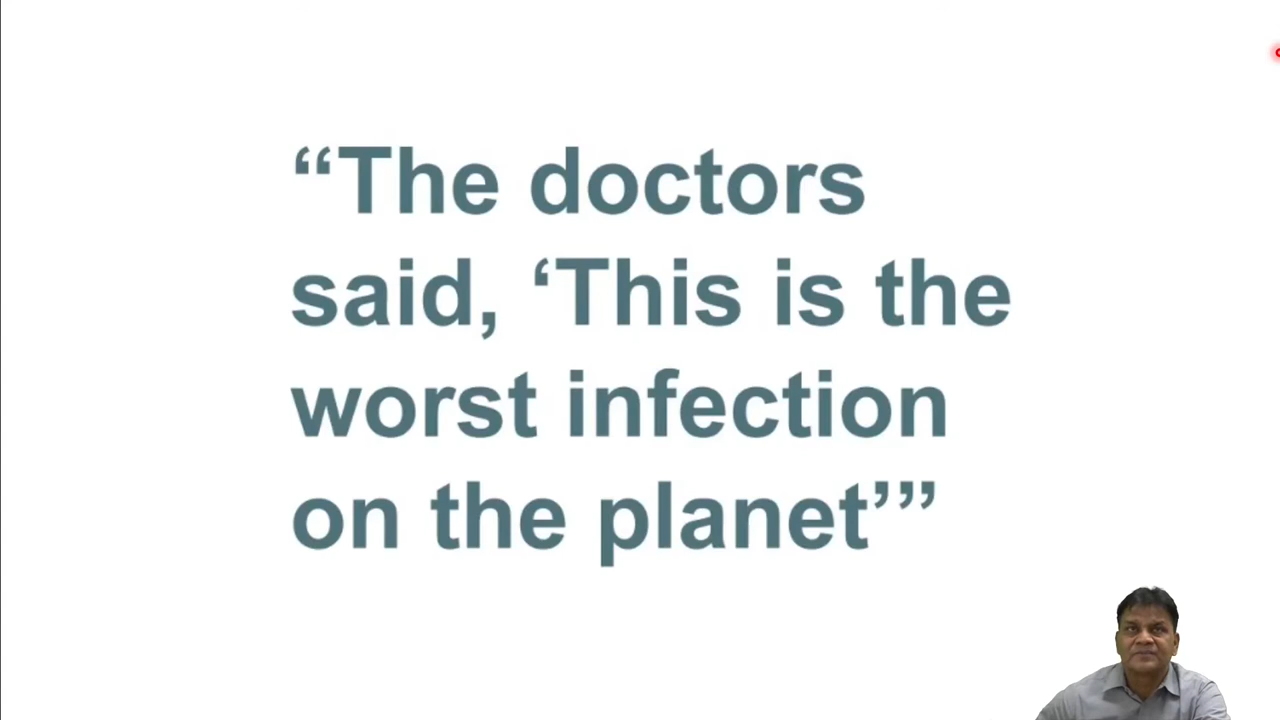 “The doctors
said, ‘This is the
worst infection
on the planet’”